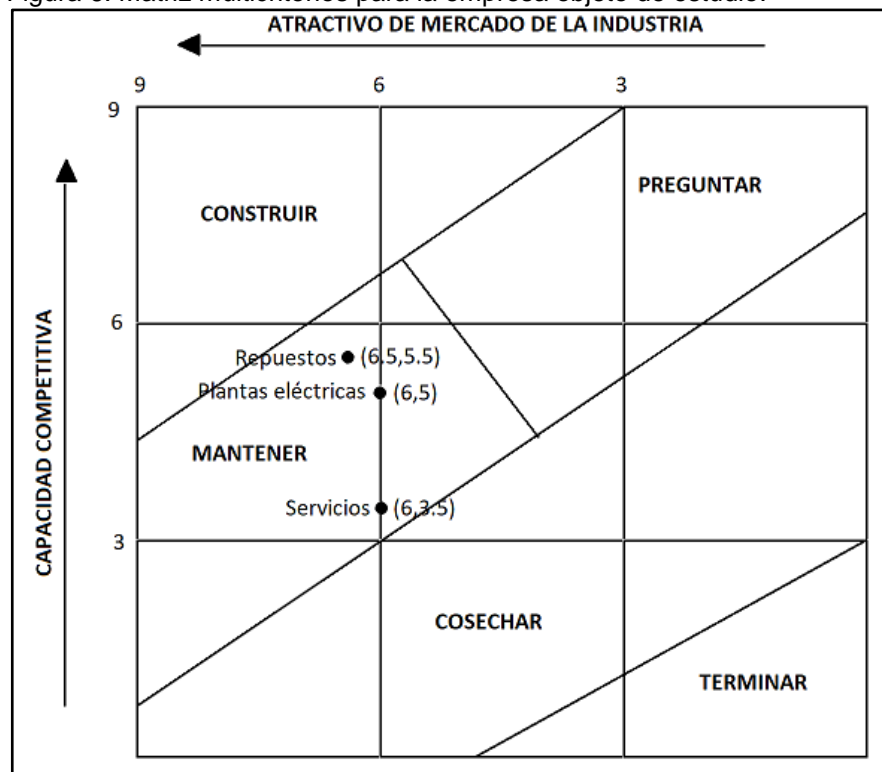 Figura 3. Matriz multicriterios para la empresa objeto de estudio.
ATRACTIVO DE MERCADO DE LA INDUSTRIA
9 6 3
9
PREGUNTAR
CONSTRUIR
6
Repuestos (6.5,5.5)
Plantas eléctricas (6,5)
MANTENER
Servicios (6,3.5)
3
CAPACIDAD COMPETITIVA
COSECHAR
TERMINAR